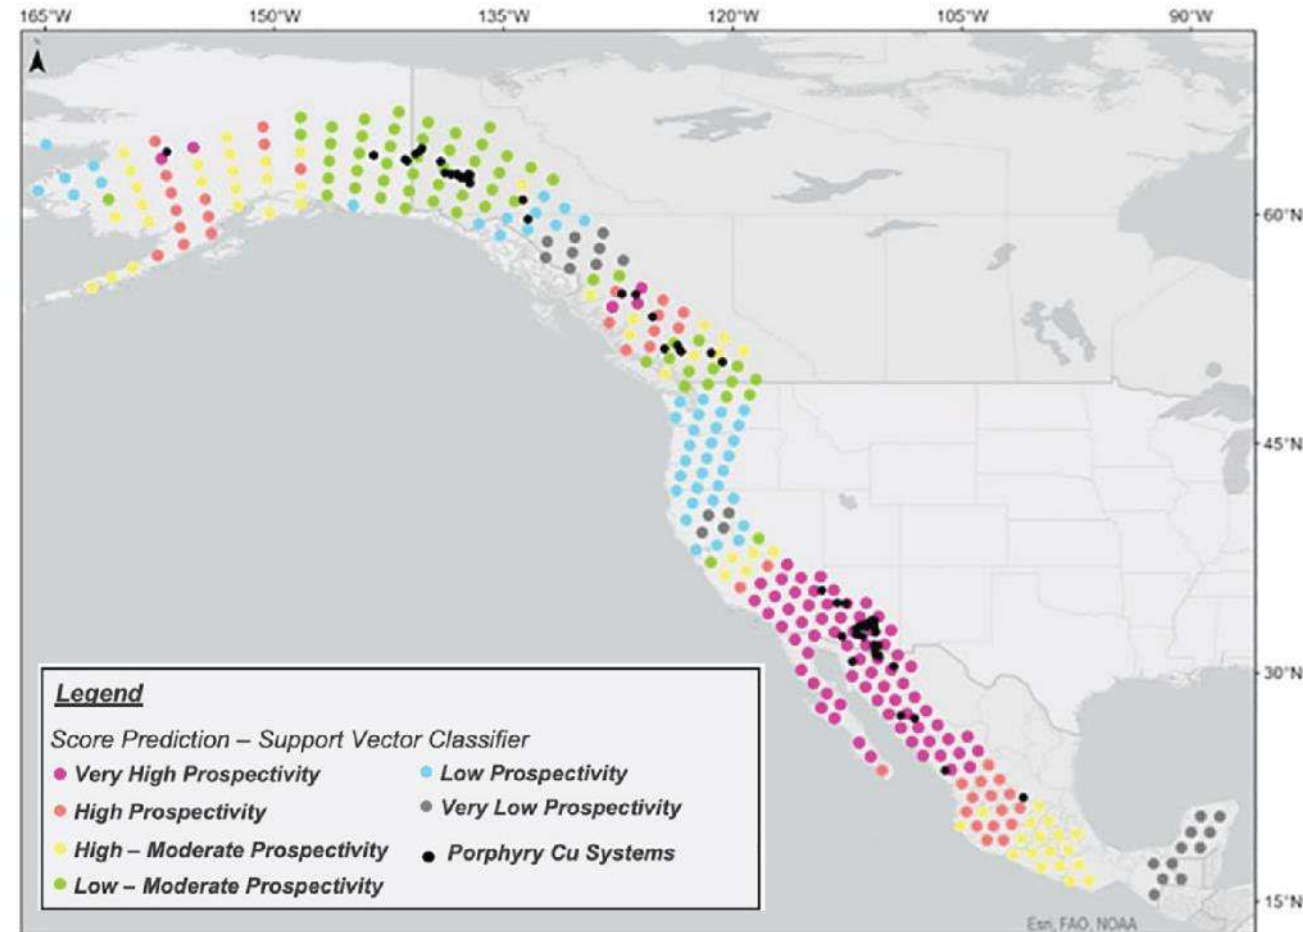 165°W 150°W 135°W 120°W 105°W 90°W
60°N
45°N
30°N
15°N
Legend
Score Prediction – Support Vector Classifier
Very High Prospectivity
High Prospectivity
High – Moderate Prospectivity
Low – Moderate Prospectivity
Low Prospectivity
Very Low Prospectivity
Porphyry Cu Systems
Esri, FAO, NOAA